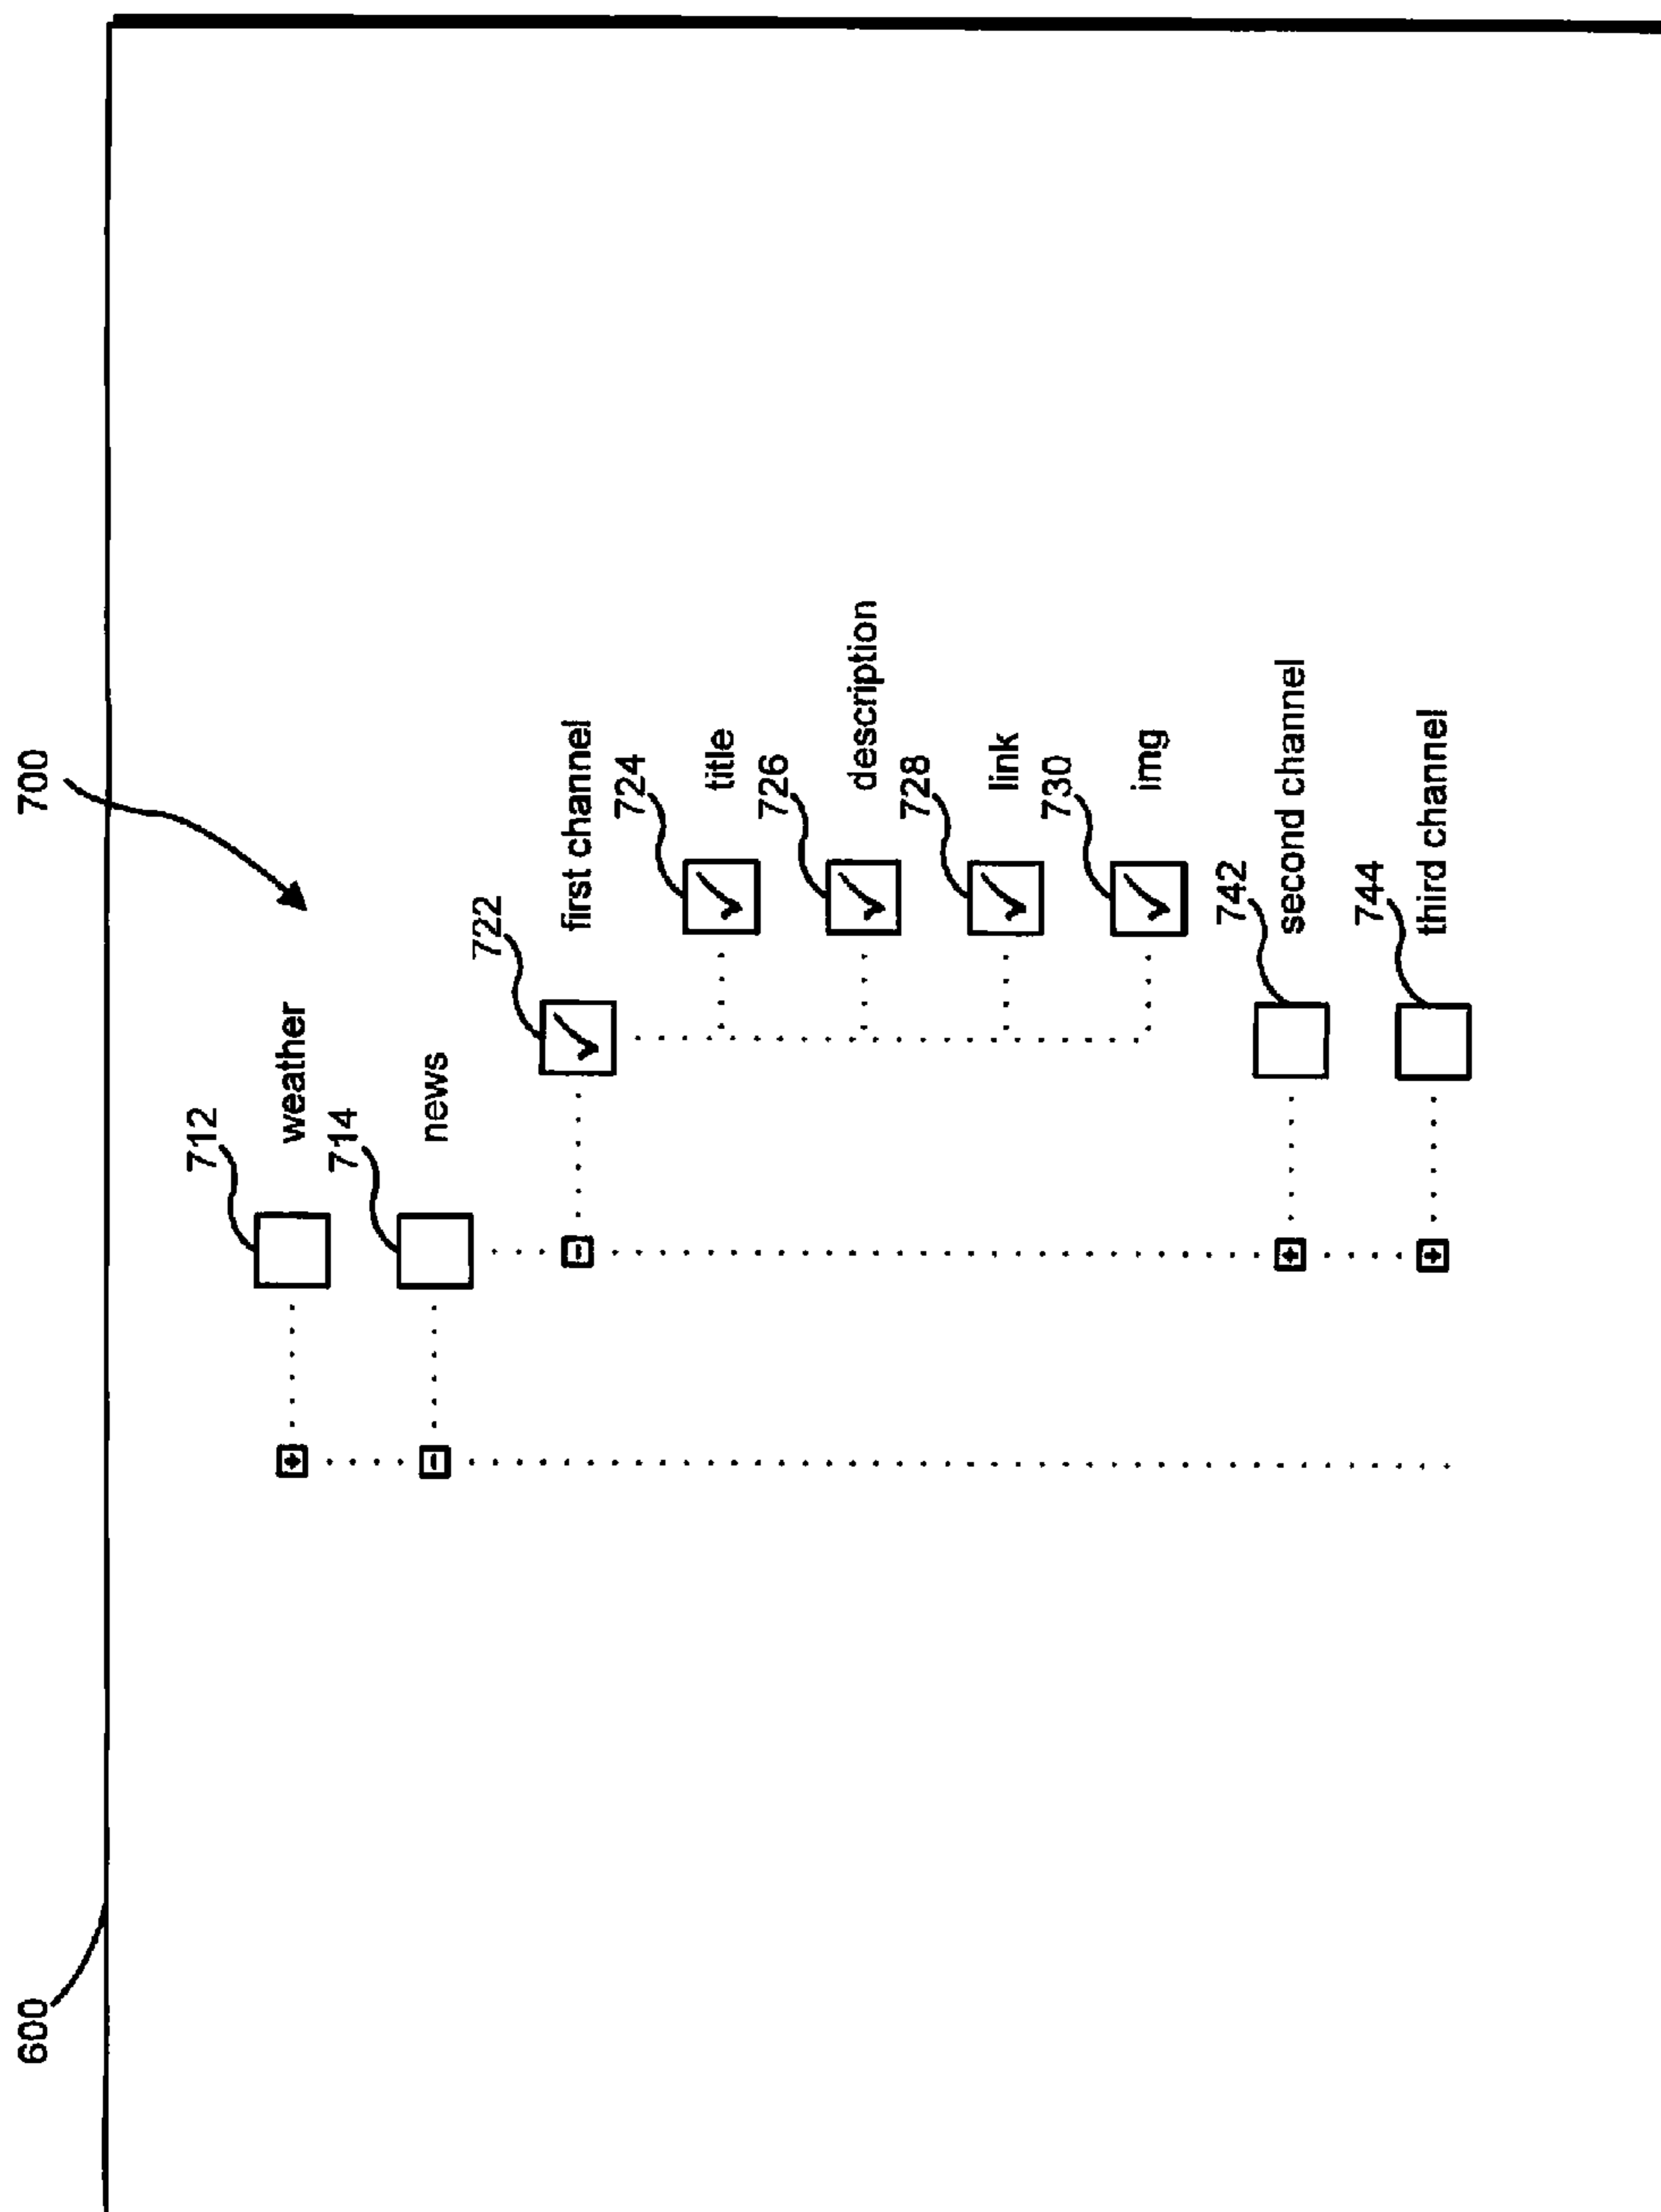 600
700
712
weather
714
news
722
first channel
724
title
726
description
728
link
730
img
742
second channel
744
third channel